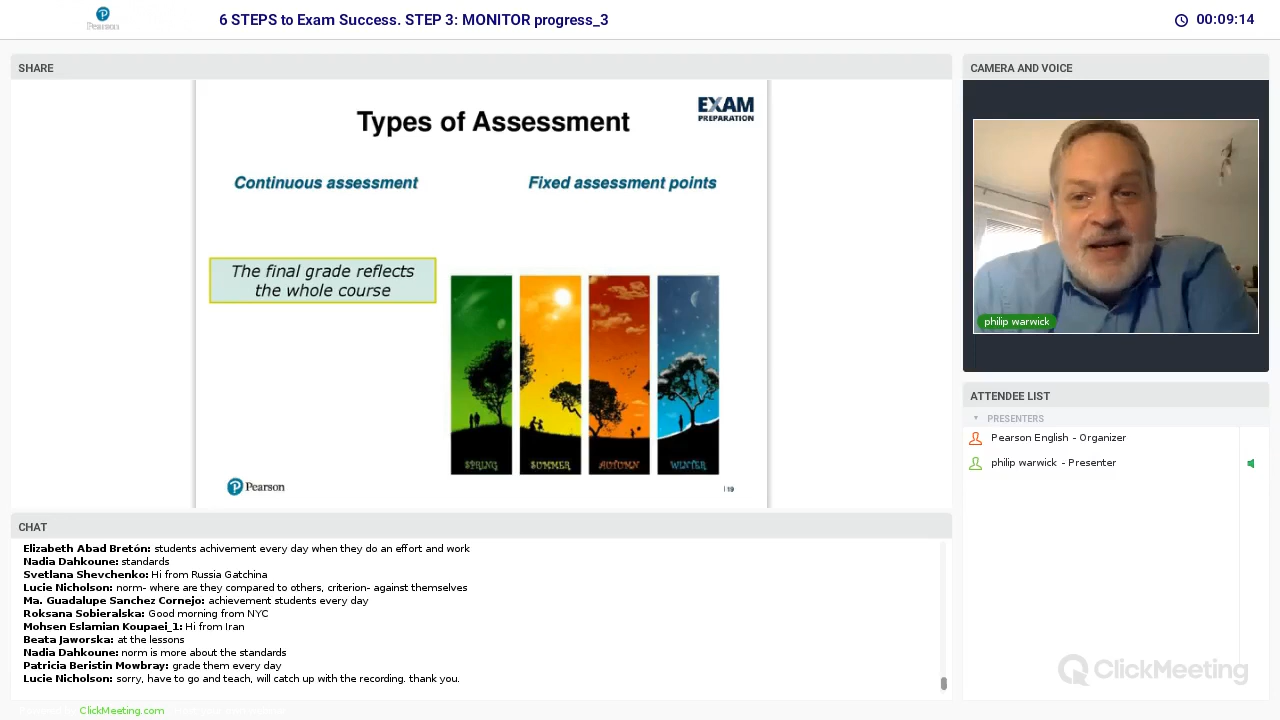 Pearson
6 STEPS to Exam Success. STEP 3: MONITOR progress_3
00:09:14
SHARE
Types of Assessment
EXAM
PREPARATION
Continuous assessment
Fixed assessment points
The final grade reflects
the whole course
SPRING
SUMMER
AUTUMN
WINTER
Pearson
19
CAMERA AND VOICE
philip warwick
ATTENDEE LIST
PRESENTERS
Pearson English - Organizer
philip warwick - Presenter
ClickMeeting
CHAT
Elizabeth Abad Bretón: students achivement every day when they do an effort and work
Nadia Dahkoune: standards
Svetlana Shevchenko: Hi from Russia Gatchina
Lucie Nicholson: norm- where are they compared to others, criterion- against themselves
Ma. Guadalupe Sanchez Cornejo: achievement students every day
Roksana Sobieralska: Good morning from NYC
Mohsen Eslamian Koupaei_1: Hi from Iran
Beata Jaworska: at the lessons
Nadia Dahkoune: norm is more about the standards
Patricia Beristin Mowbray: grade them every day
Lucie Nicholson: sorry, have to go and teach, will catch up with the recording. thank you.
ClickMeeting.com